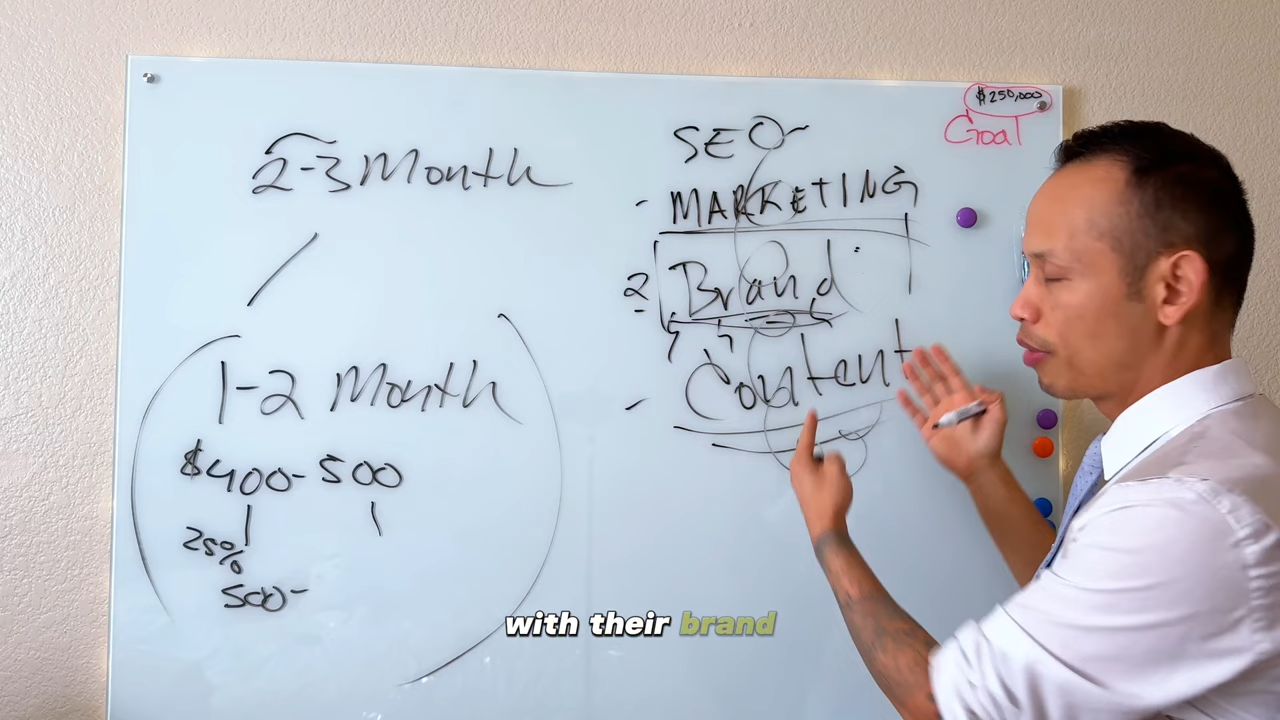 2-3 Month
1-2 Month
$400-500
25%
500-
SEO
- MARKETING
2 Brand
- Content
$250,000
Goal
with their brand